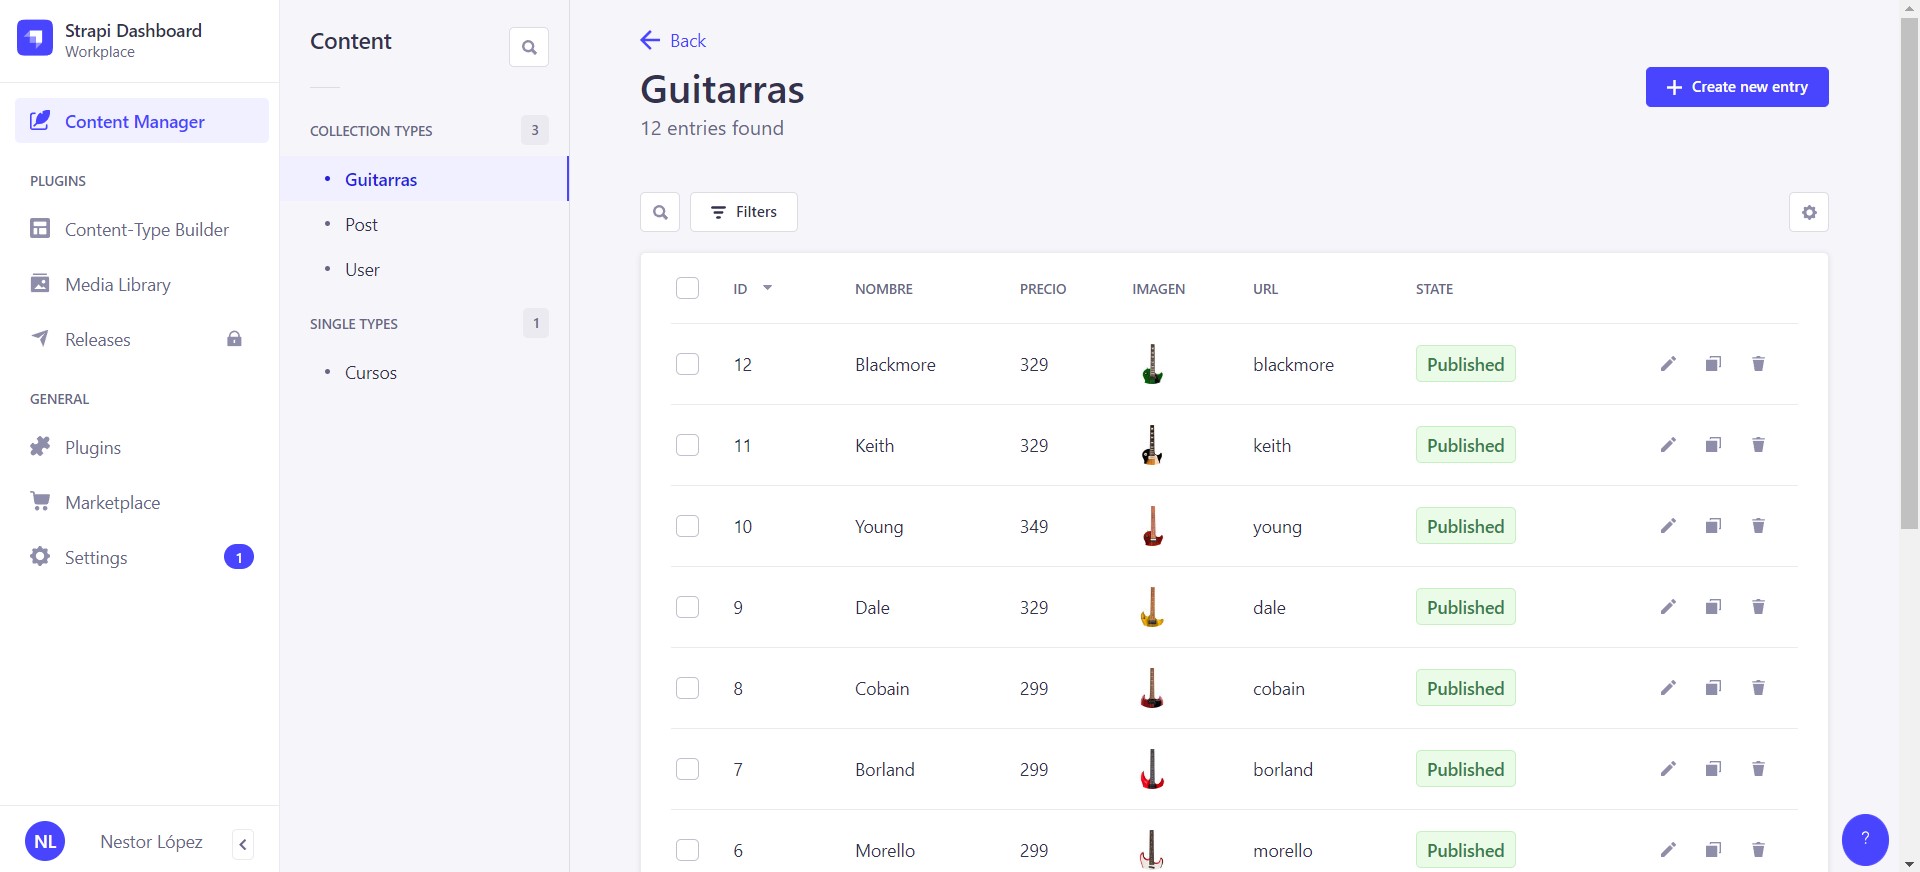 Strapi Dashboard
Workplace
Content Manager
PLUGINS
Content-Type Builder
Media Library
Releases
GENERAL
Plugins
Marketplace
Settings
1
NL
Nestor López
Content
COLLECTION TYPES
3
Guitarras
Post
User
SINGLE TYPES
1
Cursos
Back
Guitarras
12 entries found
Create new entry
Filters
ID NOMBRE PRECIO IMAGEN URL STATE
12 Blackmore 329 blackmore Published
11 Keith 329 keith Published
10 Young 349 young Published
9 Dale 329 dale Published
8 Cobain 299 cobain Published
7 Borland 299 borland Published
6 Morello 299 morello Published
?